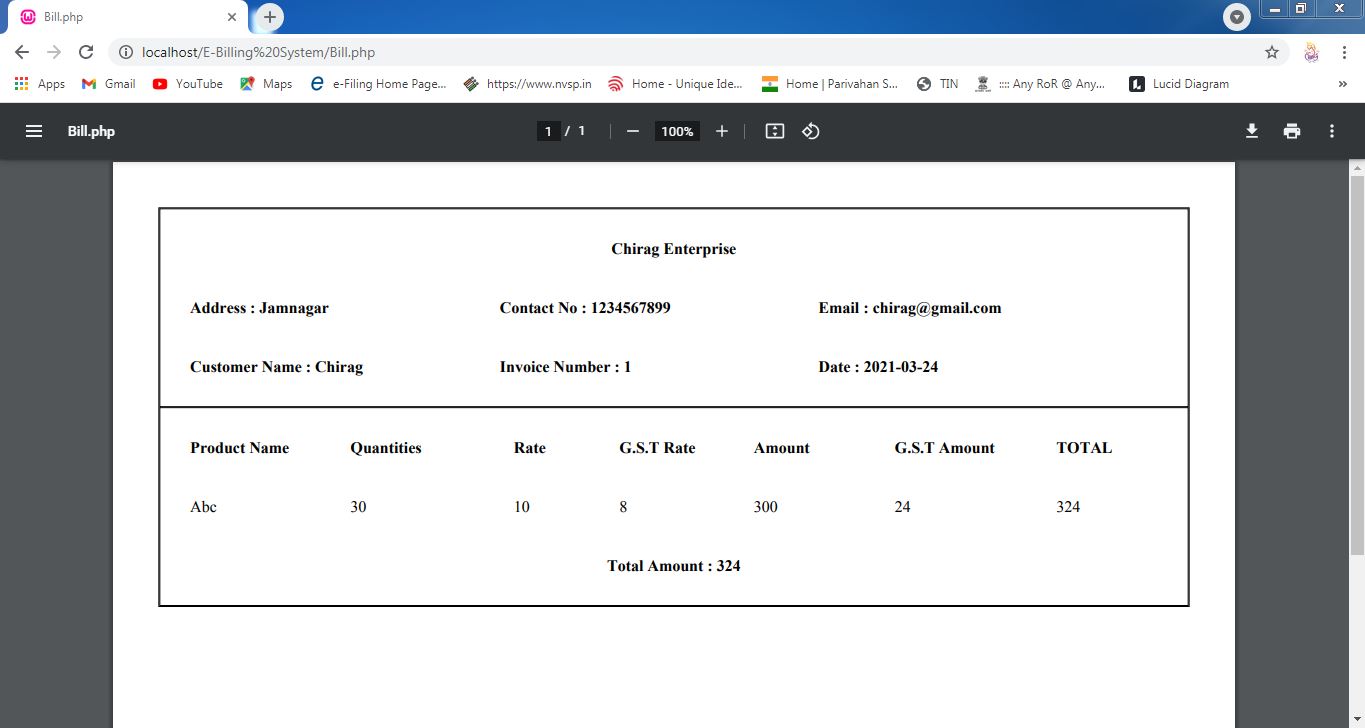 Bill.php
localhost/E-Billing%20System/Bill.php
Apps Gmail YouTube Maps e-Filing Home Page... https://www.nvsp.in Home - Unique Ide... Home | Parivahan S... TIN :::: Any RoR @ Any... Lucid Diagram »
Bill.php 1 / 1 100%
Chirag Enterprise
Address : Jamnagar Contact No : 1234567899 Email : chirag@gmail.com
Customer Name : Chirag Invoice Number : 1 Date : 2021-03-24
Product Name Quantities Rate G.S.T Rate Amount G.S.T Amount TOTAL
Abc 30 10 8 300 24 324
Total Amount : 324